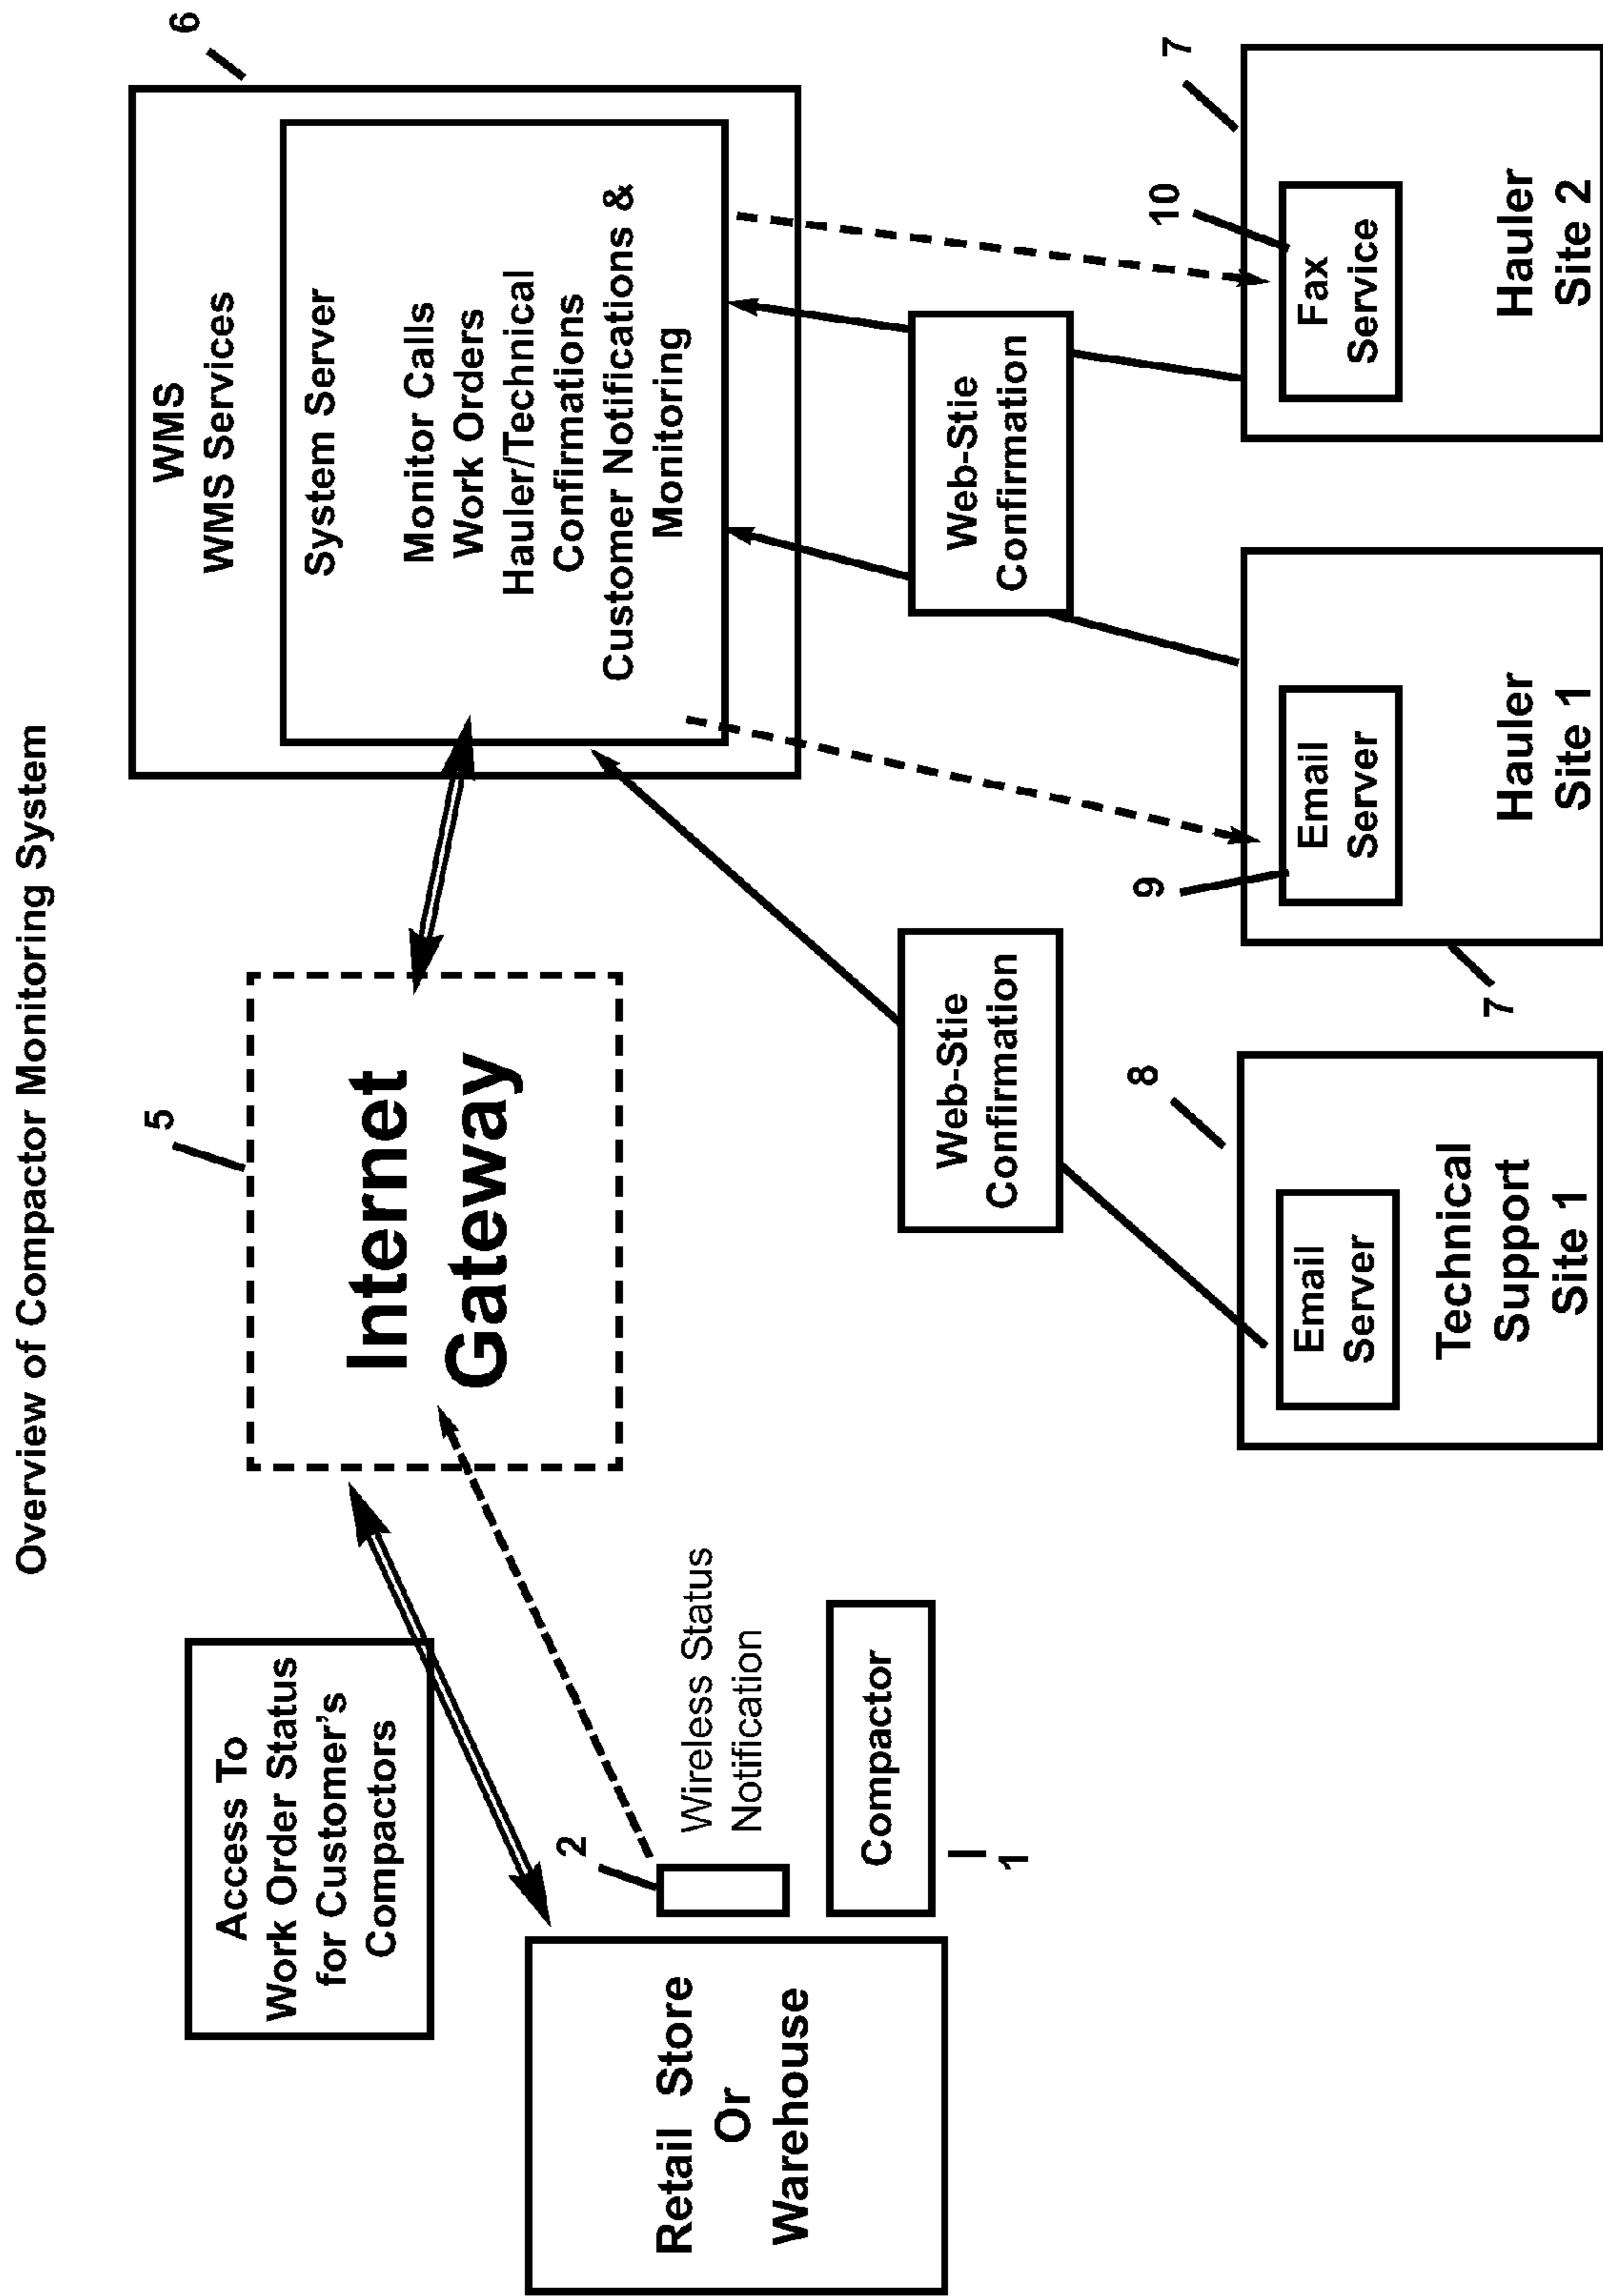 Overview of Compactor Monitoring System
Access To
Work Order Status
for Customer's
Compactors
5
6
WMS
WMS Services
System Server
Monitor Calls
Work Orders
Hauler/Technical
Confirmations
Customer Notifications &
Monitoring
Internet
Gateway
Retail Store
Or
Warehouse
2
Wireless Status
Notification
Compactor
1
Web-Stie
Confirmation
Web-Stie
Confirmation
8
Email
Server
Technical
Support
Site 1
9
Email
Server
Hauler
Site 1
7
10
7
Fax
Service
Hauler
Site 2